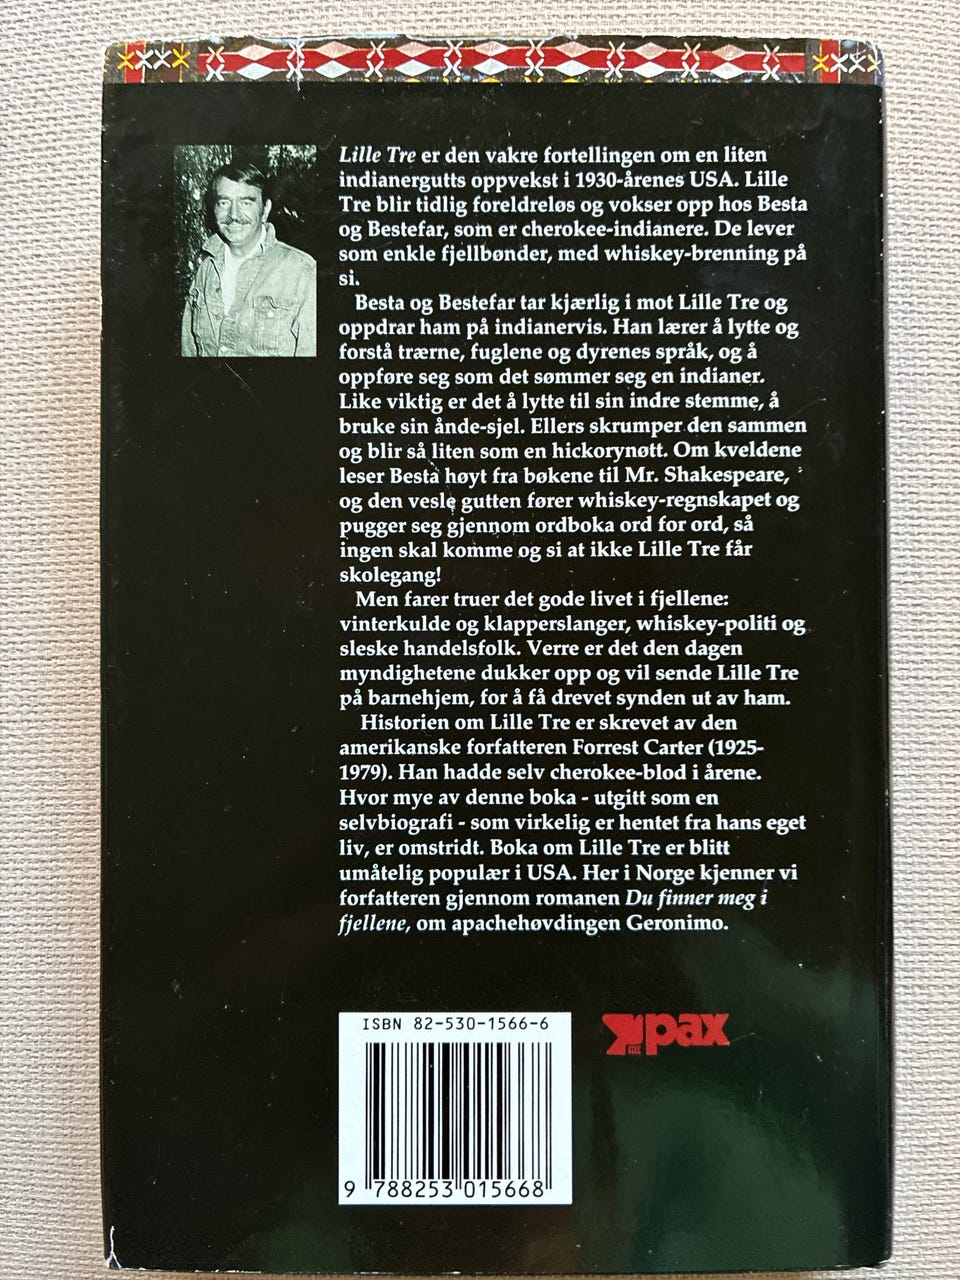 Lille Tre er den vakre fortellingen om en liten
indianergutts oppvekst i 1930-årenes USA. Lille
Tre blir tidlig foreldreløs og vokser opp hos Besta
og Bestefar, som er cherokee-indianere. De lever
som enkle fjellbønder, med whiskey-brenning på
si.
Besta og Bestefar tar kjærlig i mot Lille Tre og
oppdrar ham på indianervis. Han lærer å lytte og
forstå trærne, fuglene og dyrenes språk, og å
oppføre seg som det sømmer seg en indianer.
Like viktig er det å lytte til sin indre stemme, å
bruke sin ånde-sjel. Ellers skrumper den sammen
og blir så liten som en hickorynøtt. Om kveldene
leser Besta høyt fra bøkene til Mr. Shakespeare,
og den vesle gutten fører whiskey-regnskapet og
pugger seg gjennom ordboka ord for ord, så
ingen skal komme og si at ikke Lille Tre får
skolegang!
Men farer truer det gode livet i fjellene:
vinterkulde og klapperslanger, whiskey-politi og
sleske handelsfolk. Verre er det den dagen
myndighetene dukker opp og vil sende Lille Tre
på barnehjem, for å få drevet synden ut av ham.
Historien om Lille Tre er skrevet av den
amerikanske forfatteren Forrest Carter (1925-
1979). Han hadde selv cherokee-blod i årene.
Hvor mye av denne boka - utgitt som en
selvbiografi - som virkelig er hentet fra hans eget
liv, er omstridt. Boka om Lille Tre er blitt
umåtelig populær i USA. Her i Norge kjenner vi
forfatteren gjennom romanen Du finner meg i
fjellene, om apachehøvdingen Geronimo.
ISBN 82-530-1566-6
pax
9 788253 015668